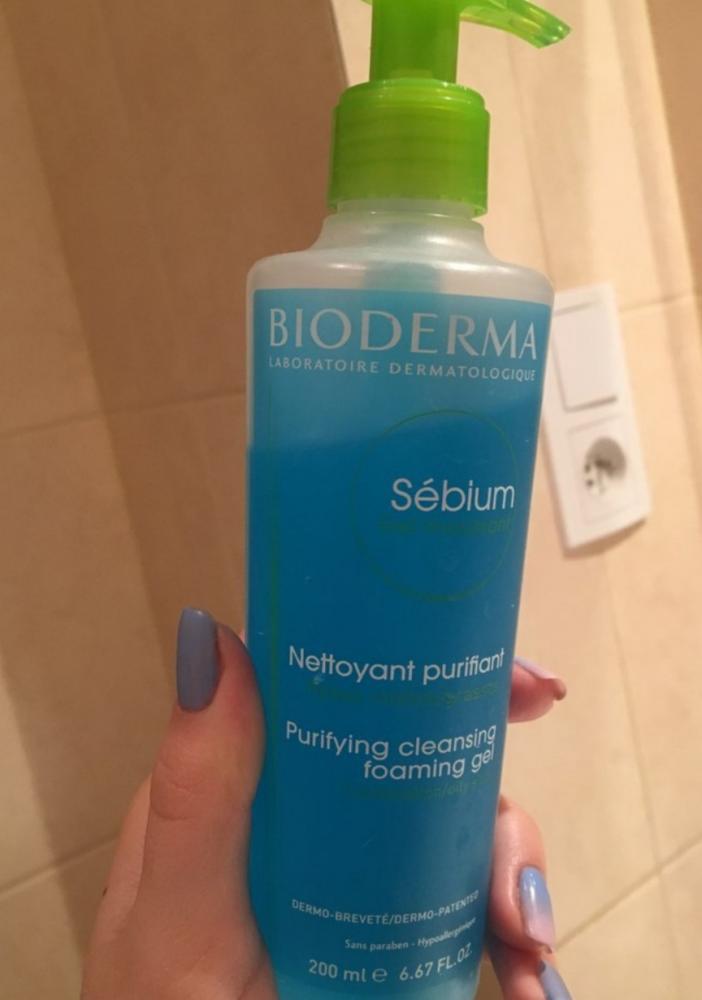 BIODERMA
LABORATOIRE DERMATOLOGIQUE
Sébium
Nettoyant purifiant
Purifying cleansing
foaming gel
DERMO-BREVETÉ/DERMO-PATENTED
Sans paraben - Hypoallergénique
200 ml e 6.67 FL.OZ.